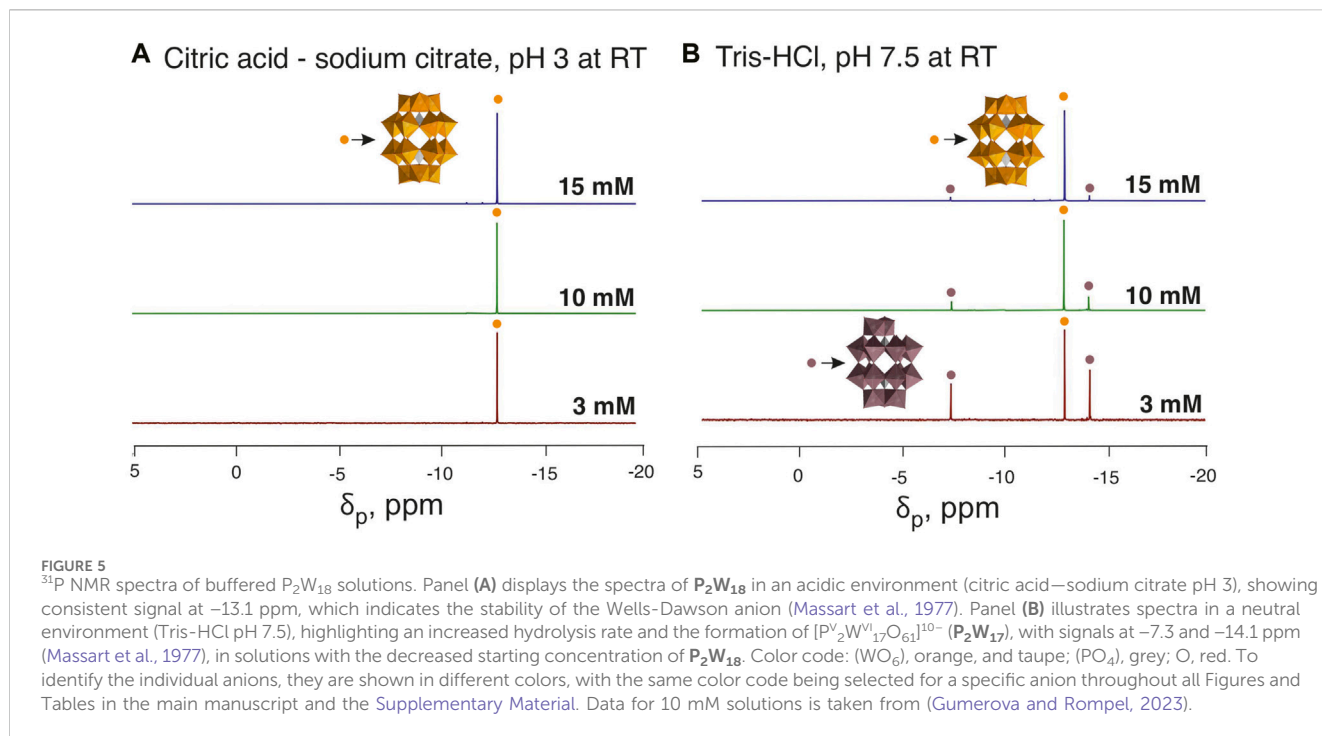 A Citric acid - sodium citrate, pH 3 at RT
15 mM
10 mM
3 mM
5 0 -5 -10 -15 -20
δp, ppm
B Tris-HCl, pH 7.5 at RT
15 mM
10 mM
3 mM
5 0 -5 -10 -15 -20
δp, ppm
FIGURE 5
³¹P NMR spectra of buffered P₂W₁₈ solutions. Panel (A) displays the spectra of P₂W₁₈ in an acidic environment (citric acid—sodium citrate pH 3), showing
consistent signal at –13.1 ppm, which indicates the stability of the Wells-Dawson anion (Massart et al., 1977). Panel (B) illustrates spectra in a neutral
environment (Tris-HCl pH 7.5), highlighting an increased hydrolysis rate and the formation of [Pⱽ₂Wⱽᴵ₁₇O₆₁]¹⁰⁻ (P₂W₁₇), with signals at –7.3 and –14.1 ppm
(Massart et al., 1977), in solutions with the decreased starting concentration of P₂W₁₈. Color code: (WO₆), orange, and taupe; (PO₄), grey; O, red. To
identify the individual anions, they are shown in different colors, with the same color code being selected for a specific anion throughout all Figures and
Tables in the main manuscript and the Supplementary Material. Data for 10 mM solutions is taken from (Gumerova and Rompel, 2023).